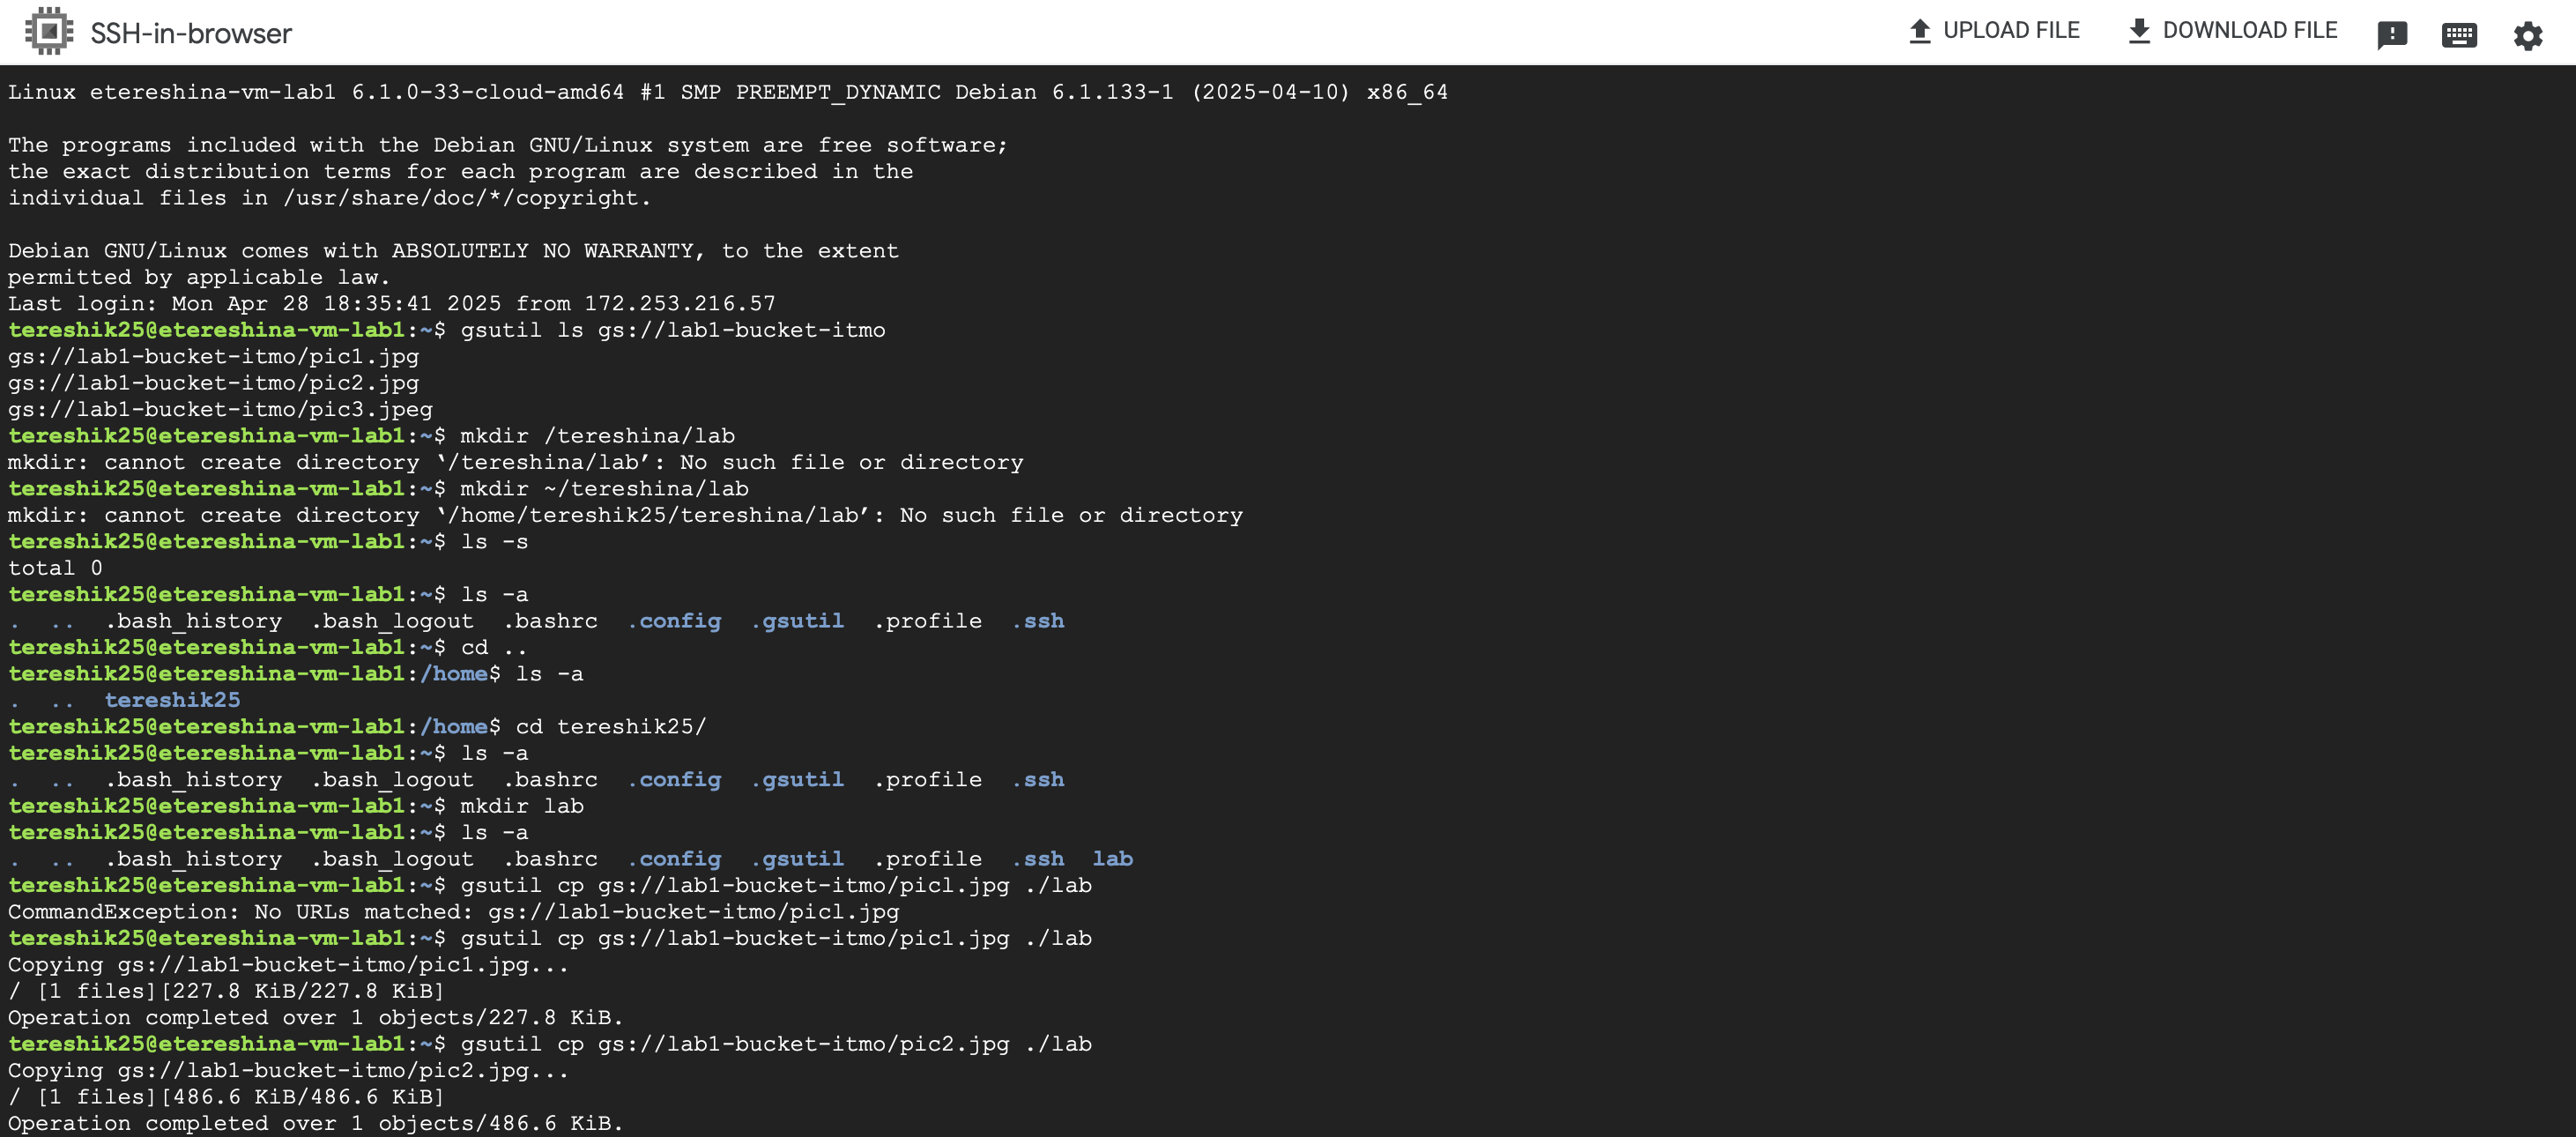 SSH-in-browser
UPLOAD FILE
DOWNLOAD FILE
Linux etereshina-vm-lab1 6.1.0-33-cloud-amd64 #1 SMP PREEMPT_DYNAMIC Debian 6.1.133-1 (2025-04-10) x86_64
The programs included with the Debian GNU/Linux system are free software;
the exact distribution terms for each program are described in the
individual files in /usr/share/doc/*/copyright.
Debian GNU/Linux comes with ABSOLUTELY NO WARRANTY, to the extent
permitted by applicable law.
Last login: Mon Apr 28 18:35:41 2025 from 172.253.216.57
tereshik25@etereshina-vm-lab1:~$ gsutil ls gs://lab1-bucket-itmo
gs://lab1-bucket-itmo/pic1.jpg
gs://lab1-bucket-itmo/pic2.jpg
gs://lab1-bucket-itmo/pic3.jpeg
tereshik25@etereshina-vm-lab1:~$ mkdir /tereshina/lab
mkdir: cannot create directory ‘/tereshina/lab’: No such file or directory
tereshik25@etereshina-vm-lab1:~$ mkdir ~/tereshina/lab
mkdir: cannot create directory ‘/home/tereshik25/tereshina/lab’: No such file or directory
tereshik25@etereshina-vm-lab1:~$ ls -s
total 0
tereshik25@etereshina-vm-lab1:~$ ls -a
.  ..  .bash_history  .bash_logout  .bashrc  .config  .gsutil  .profile  .ssh
tereshik25@etereshina-vm-lab1:~$ cd ..
tereshik25@etereshina-vm-lab1:/home$ ls -a
.  ..  tereshik25
tereshik25@etereshina-vm-lab1:/home$ cd tereshik25/
tereshik25@etereshina-vm-lab1:~$ ls -a
.  ..  .bash_history  .bash_logout  .bashrc  .config  .gsutil  .profile  .ssh
tereshik25@etereshina-vm-lab1:~$ mkdir lab
tereshik25@etereshina-vm-lab1:~$ ls -a
.  ..  .bash_history  .bash_logout  .bashrc  .config  .gsutil  .profile  .ssh  lab
tereshik25@etereshina-vm-lab1:~$ gsutil cp gs://lab1-bucket-itmo/picl.jpg ./lab
CommandException: No URLs matched: gs://lab1-bucket-itmo/picl.jpg
tereshik25@etereshina-vm-lab1:~$ gsutil cp gs://lab1-bucket-itmo/pic1.jpg ./lab
Copying gs://lab1-bucket-itmo/pic1.jpg...
/ [1 files][227.8 KiB/227.8 KiB]
Operation completed over 1 objects/227.8 KiB.
tereshik25@etereshina-vm-lab1:~$ gsutil cp gs://lab1-bucket-itmo/pic2.jpg ./lab
Copying gs://lab1-bucket-itmo/pic2.jpg...
/ [1 files][486.6 KiB/486.6 KiB]
Operation completed over 1 objects/486.6 KiB.